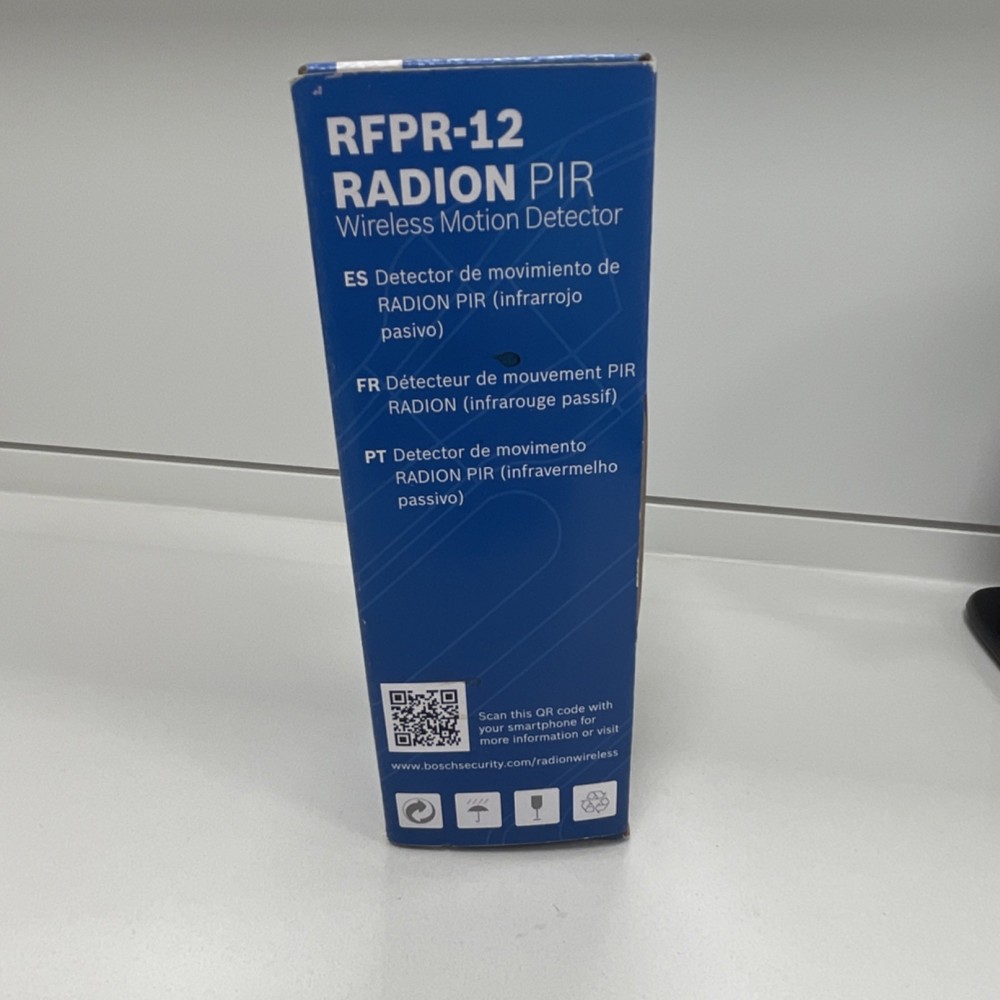 RFPR-12
RADION PIR
Wireless Motion Detector
ES Detector de movimiento de
RADION PIR (infrarrojo
pasivo)
FR Détecteur de mouvement PIR
RADION (infrarouge passif)
PT Detector de movimento
RADION PIR (infravermelho
passivo)
Scan this QR code with
your smartphone for
more information or visit
www.boschsecurity.com/radionwireless